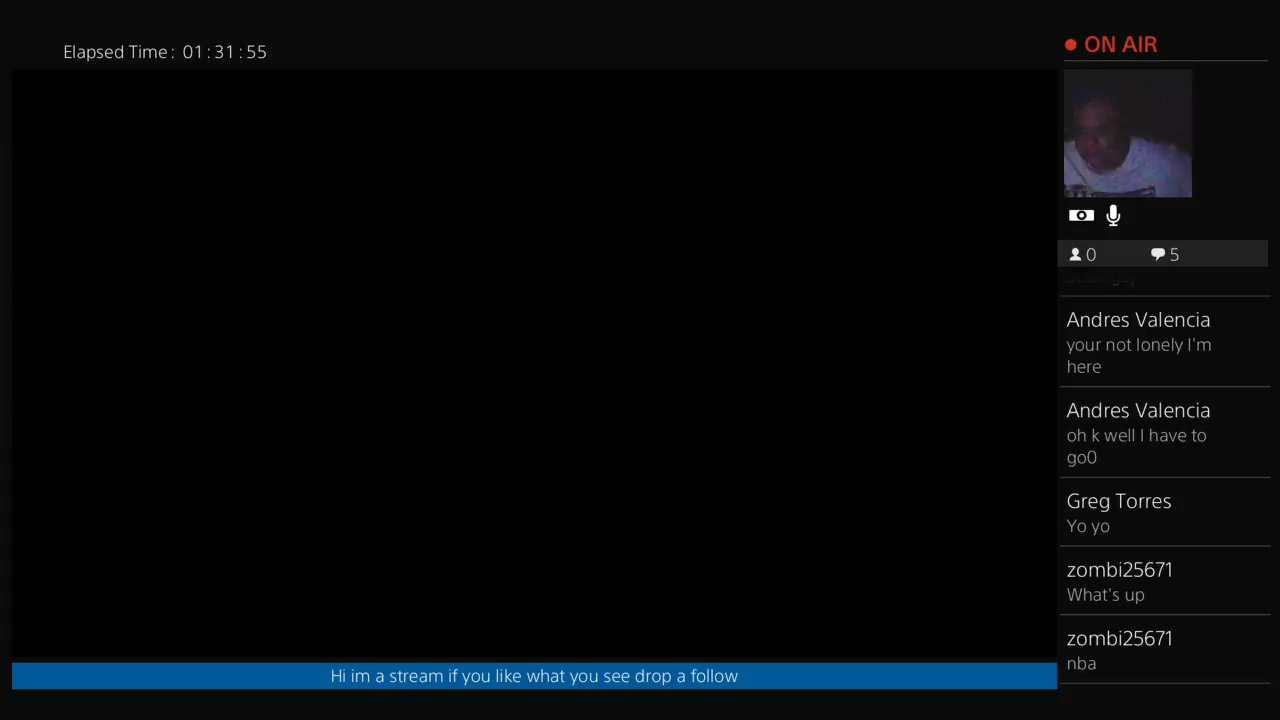 Elapsed Time: 01:31:55
ON AIR
0 5
Andres Valencia
your not lonely I'm
here
Andres Valencia
oh k well I have to
go0
Greg Torres
Yo yo
zombi25671
What's up
zombi25671
nba
Hi im a stream if you like what you see drop a follow